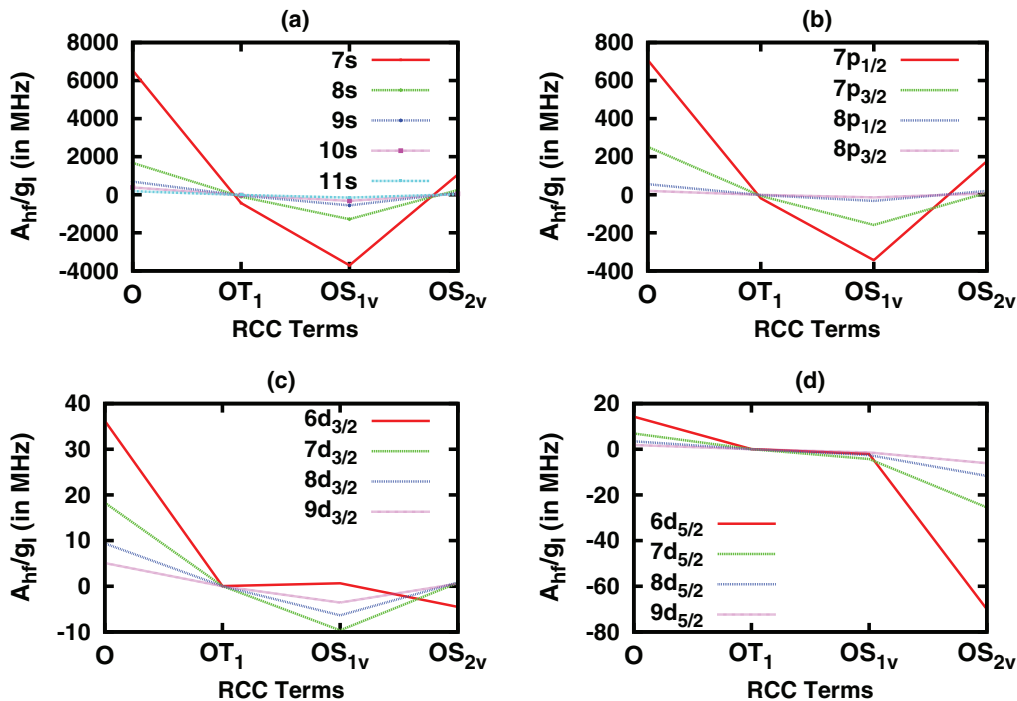 (a)
8000
6000
4000
2000
0
-2000
-4000
A_hf/g_I (in MHz)
7s
8s
9s
10s
11s
O OT_1 OS_1v OS_2v
RCC Terms
(b)
800
600
400
200
0
-200
-400
A_hf/g_I (in MHz)
7p_1/2
7p_3/2
8p_1/2
8p_3/2
O OT_1 OS_1v OS_2v
RCC Terms
(c)
40
30
20
10
0
-10
A_hf/g_I (in MHz)
6d_3/2
7d_3/2
8d_3/2
9d_3/2
O OT_1 OS_1v OS_2v
RCC Terms
(d)
20
0
-20
-40
-60
-80
A_hf/g_I (in MHz)
6d_5/2
7d_5/2
8d_5/2
9d_5/2
O OT_1 OS_1v OS_2v
RCC Terms